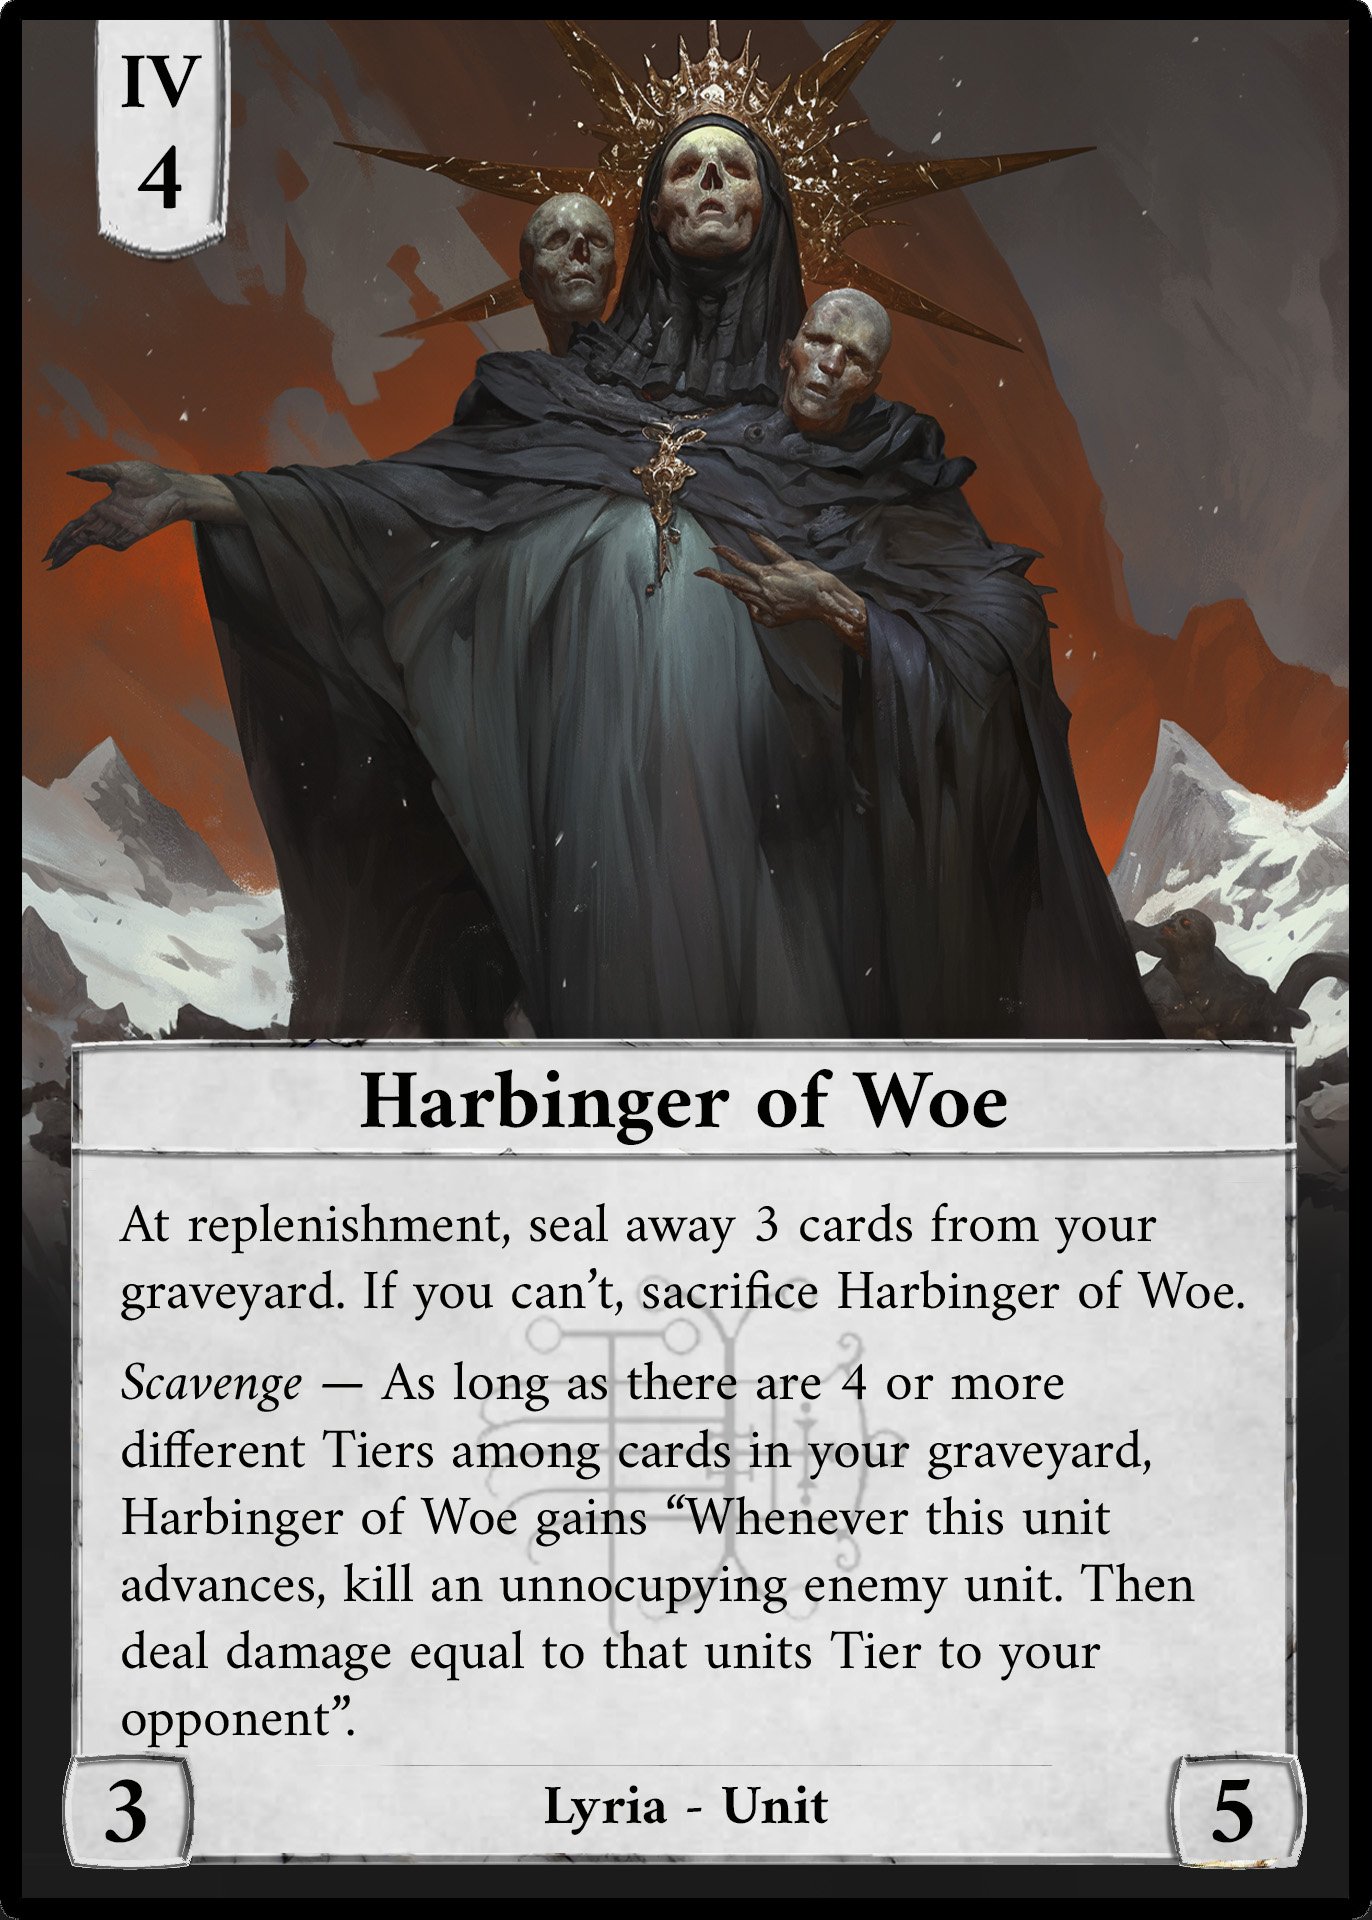 IV
4
Harbinger of Woe
At replenishment, seal away 3 cards from your
graveyard. If you can’t, sacrifice Harbinger of Woe.
Scavenge — As long as there are 4 or more
different Tiers among cards in your graveyard,
Harbinger of Woe gains “Whenever this unit
advances, kill an unnocupying enemy unit. Then
deal damage equal to that units Tier to your
opponent”.
3
Lyria - Unit
5